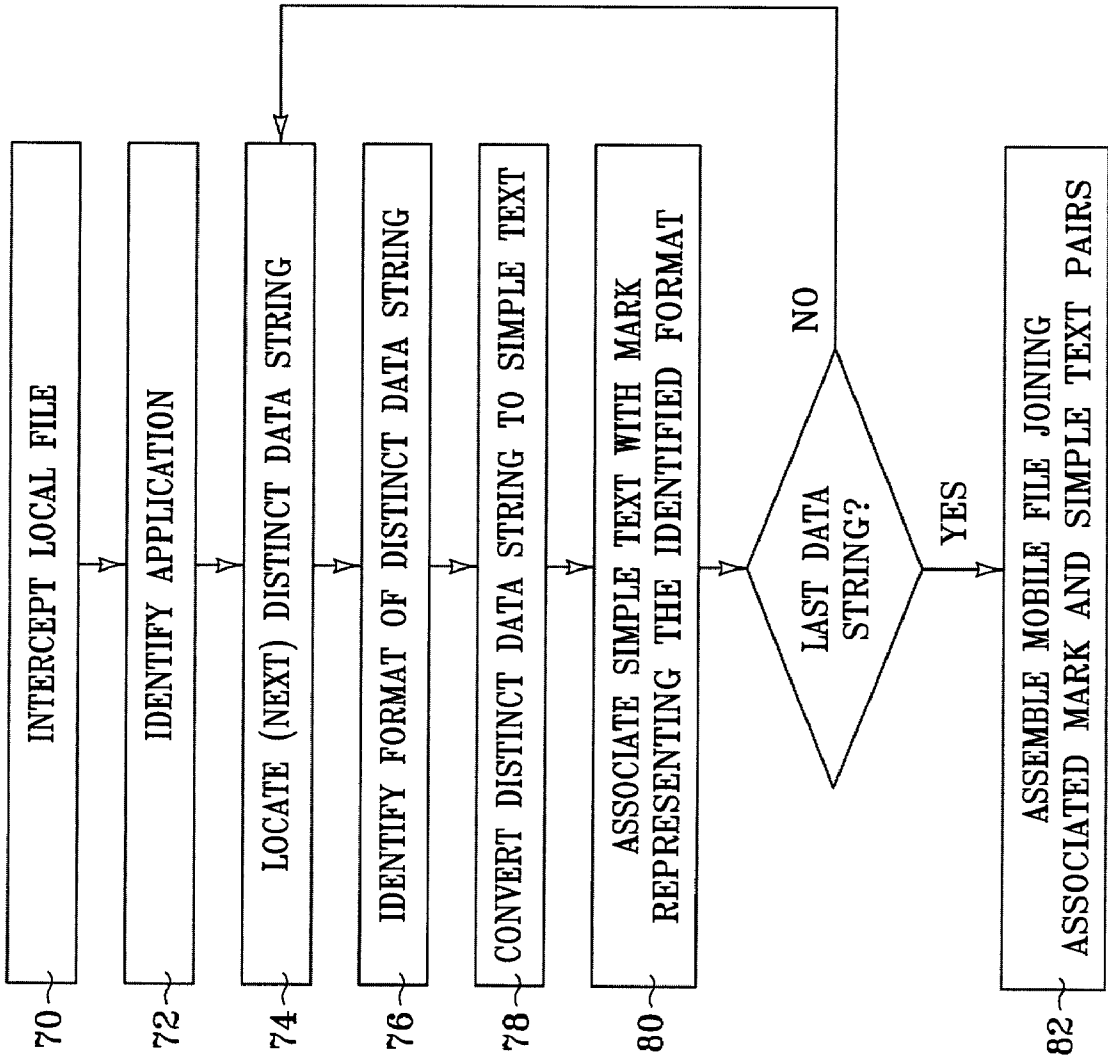 70
INTERCEPT LOCAL FILE
72
IDENTIFY APPLICATION
74
LOCATE (NEXT) DISTINCT DATA STRING
76
IDENTIFY FORMAT OF DISTINCT DATA STRING
78
CONVERT DISTINCT DATA STRING TO SIMPLE TEXT
80
ASSOCIATE SIMPLE TEXT WITH MARK
REPRESENTING THE IDENTIFIED FORMAT
LAST DATA
STRING?
NO
YES
82
ASSEMBLE MOBILE FILE JOINING
ASSOCIATED MARK AND SIMPLE TEXT PAIRS